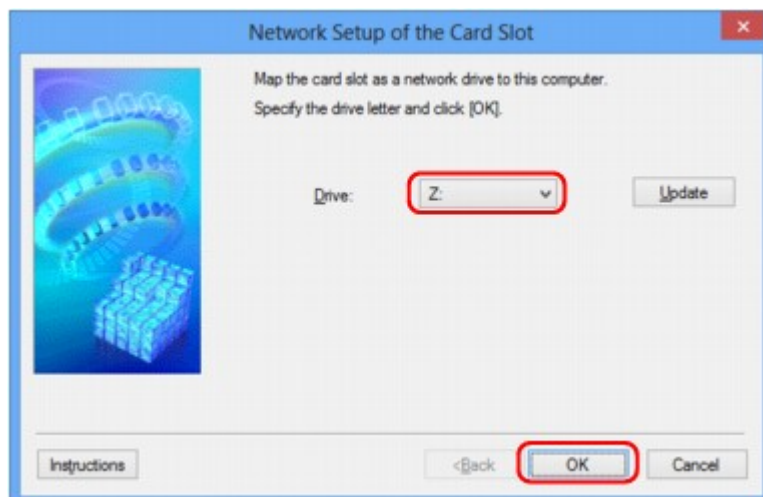 Network Setup of the Card Slot
Map the card slot as a network drive to this computer.
Specify the drive letter and click [OK].
Drive: Z: Update
Instructions <Back OK Cancel